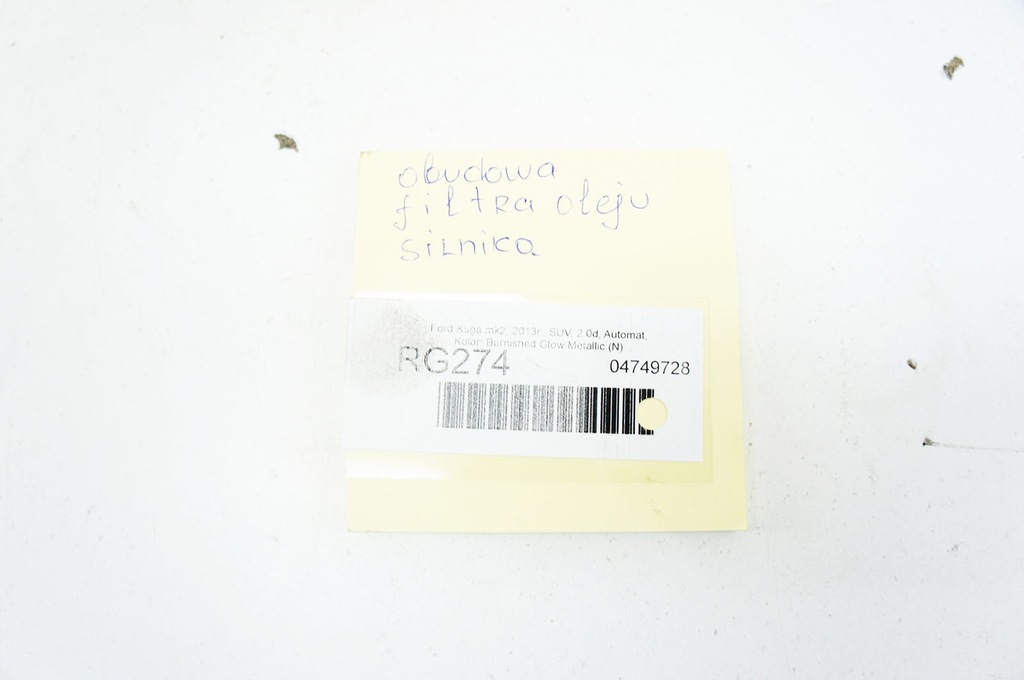 obudowa
filtra oleju
silnika
Ford Kuga mk2, 2013r., SUV, 2.0d, Automat,
Kolor: Burnished Glow Metallic (N)
RG274
04749728